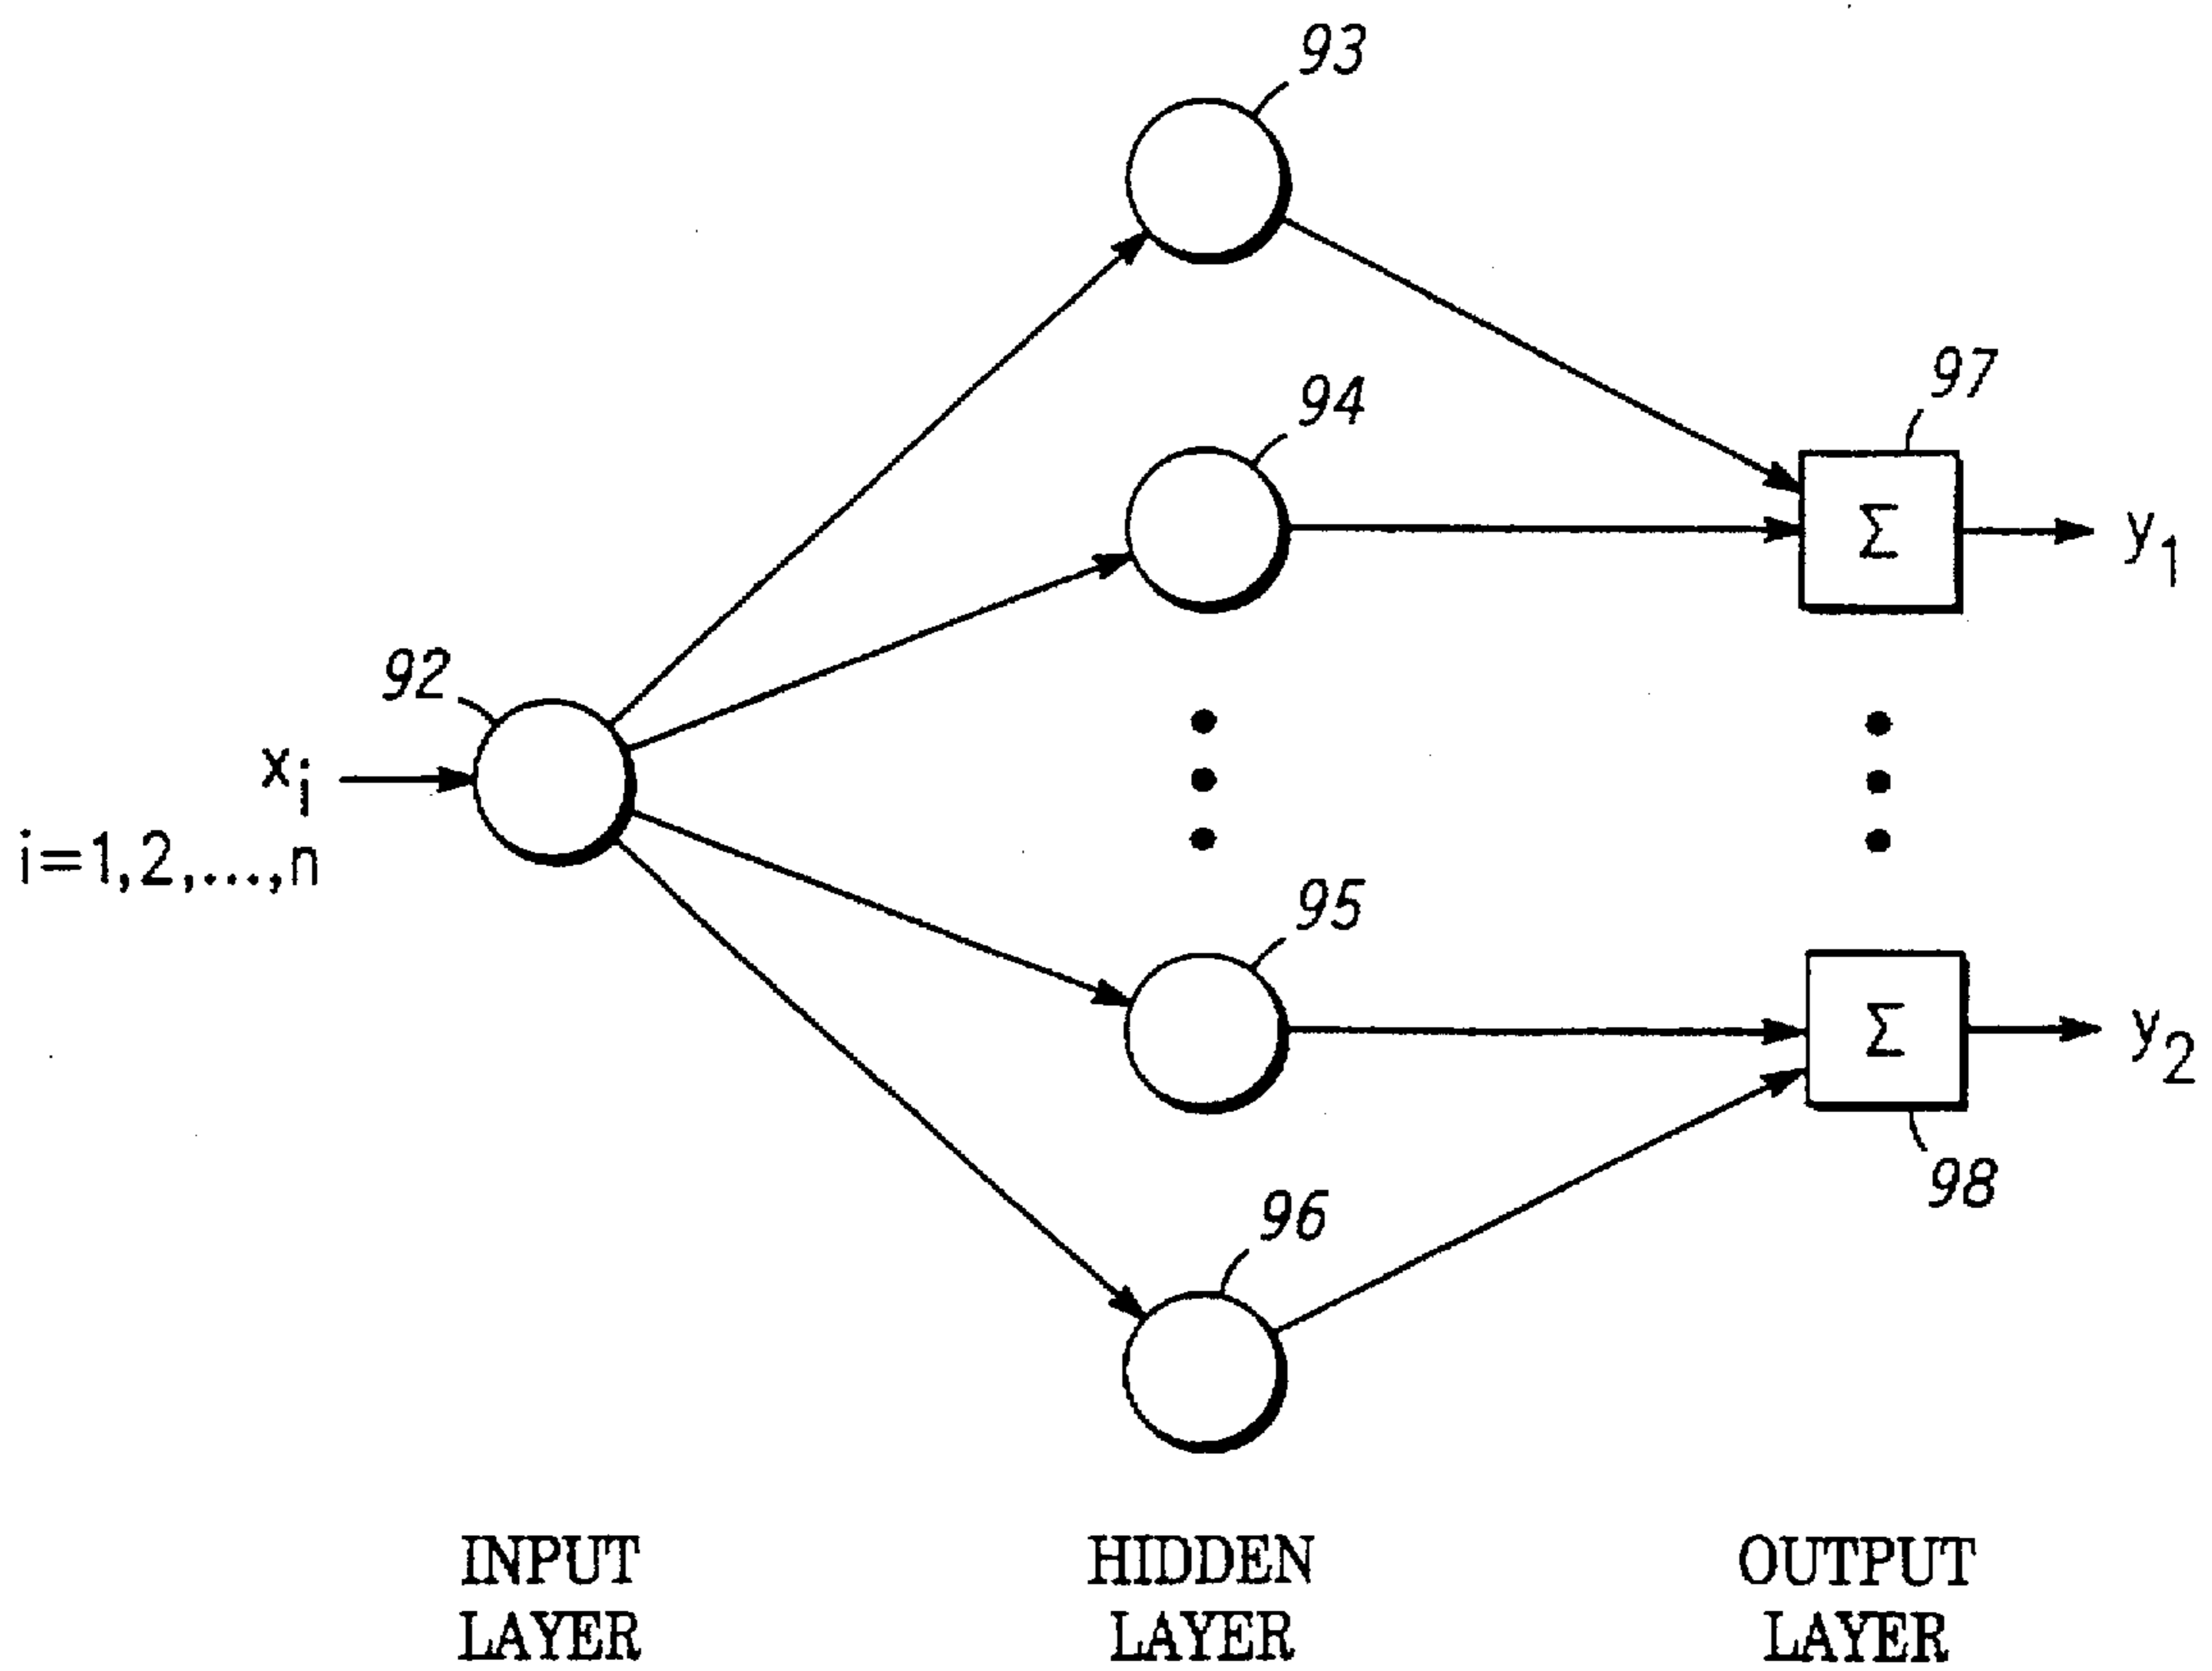 93
94
97
Σ
y1
92
xi
i=1,2,...,n
95
Σ
y2
98
96
INPUT
LAYER
HIDDEN
LAYER
OUTPUT
LAYER